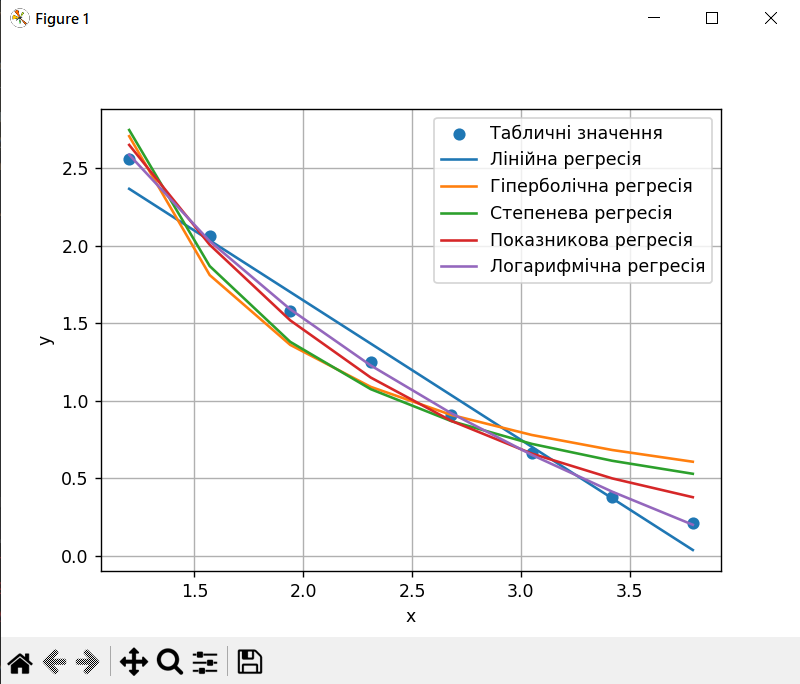 Figure 1
Табличні значення
Лінійна регресія
Гіперболічна регресія
Степенева регресія
Показникова регресія
Логарифмічна регресія
2.5
2.0
1.5
1.0
0.5
0.0
y
1.5 2.0 2.5 3.0 3.5
x